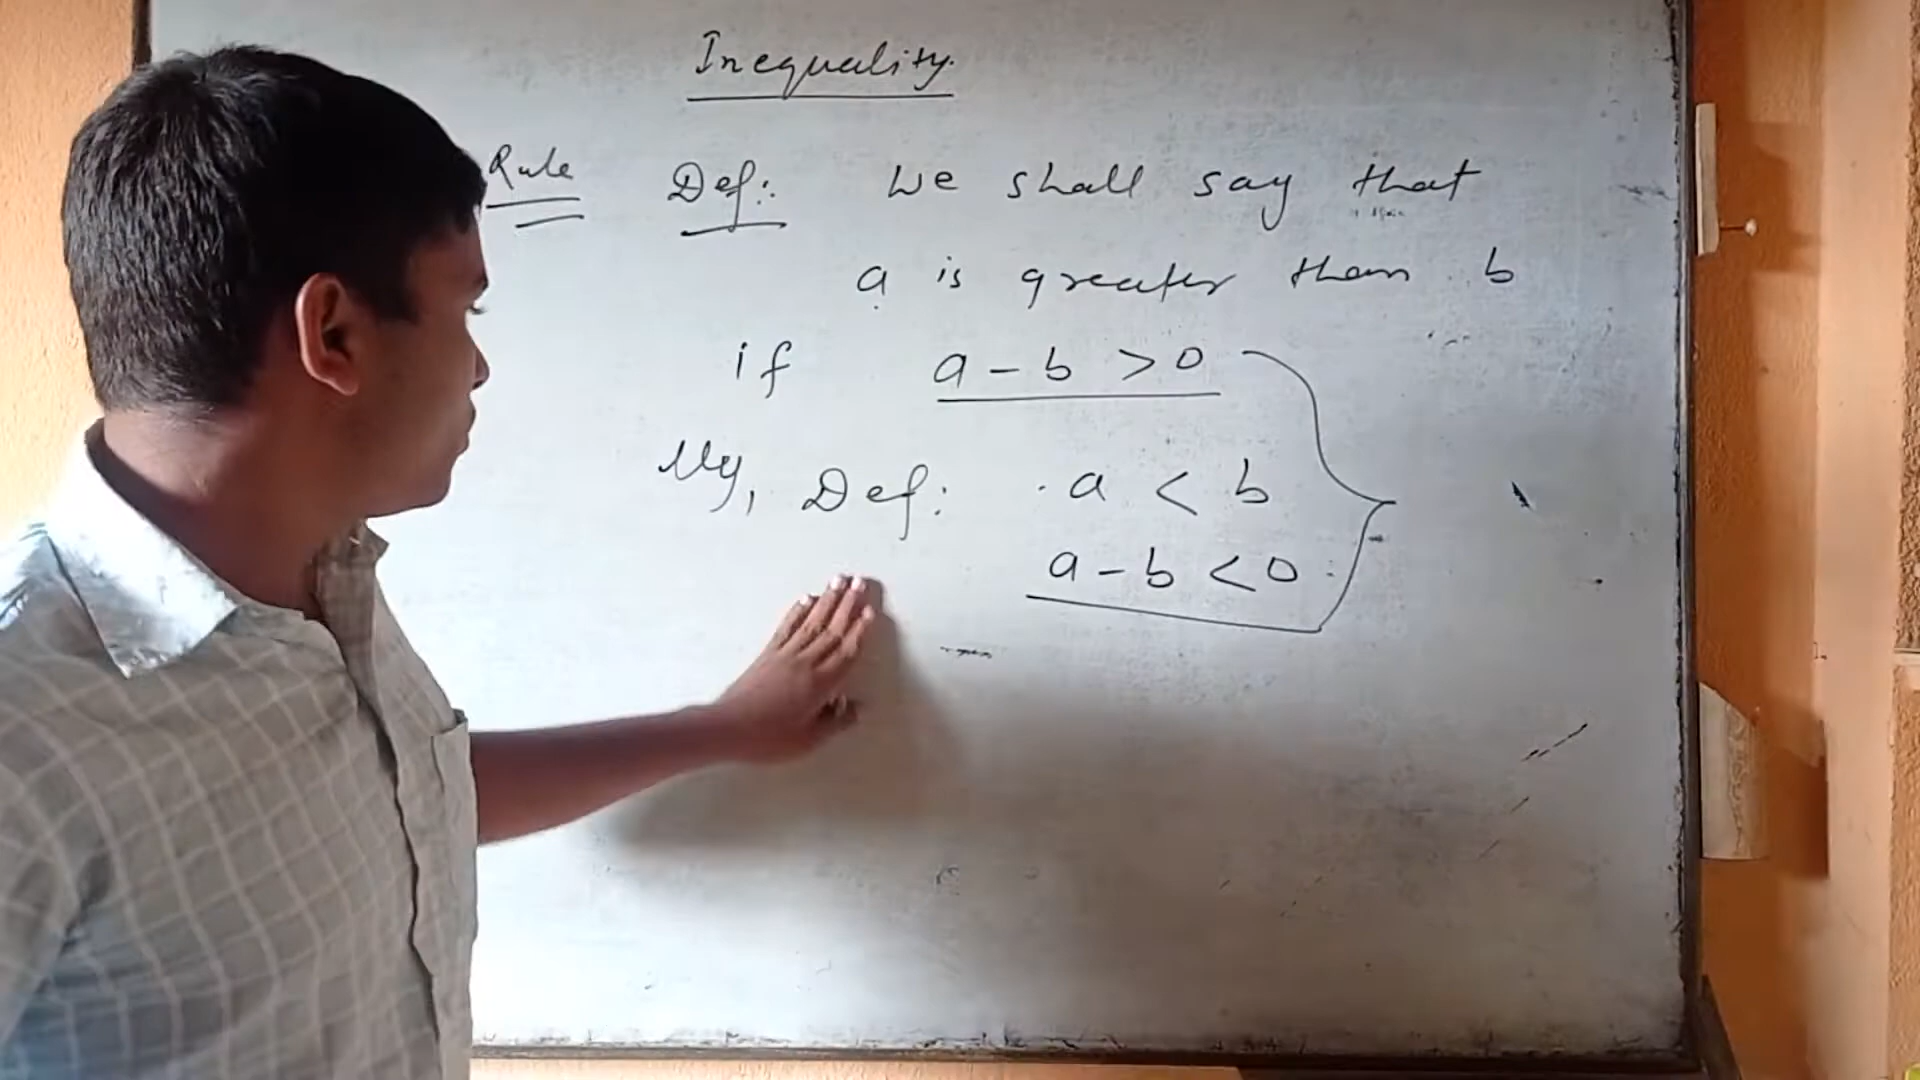 Inequality.
Rule Def: We shall say that
a is greater than b
if a - b > 0
lly, Def: a < b
a - b < 0